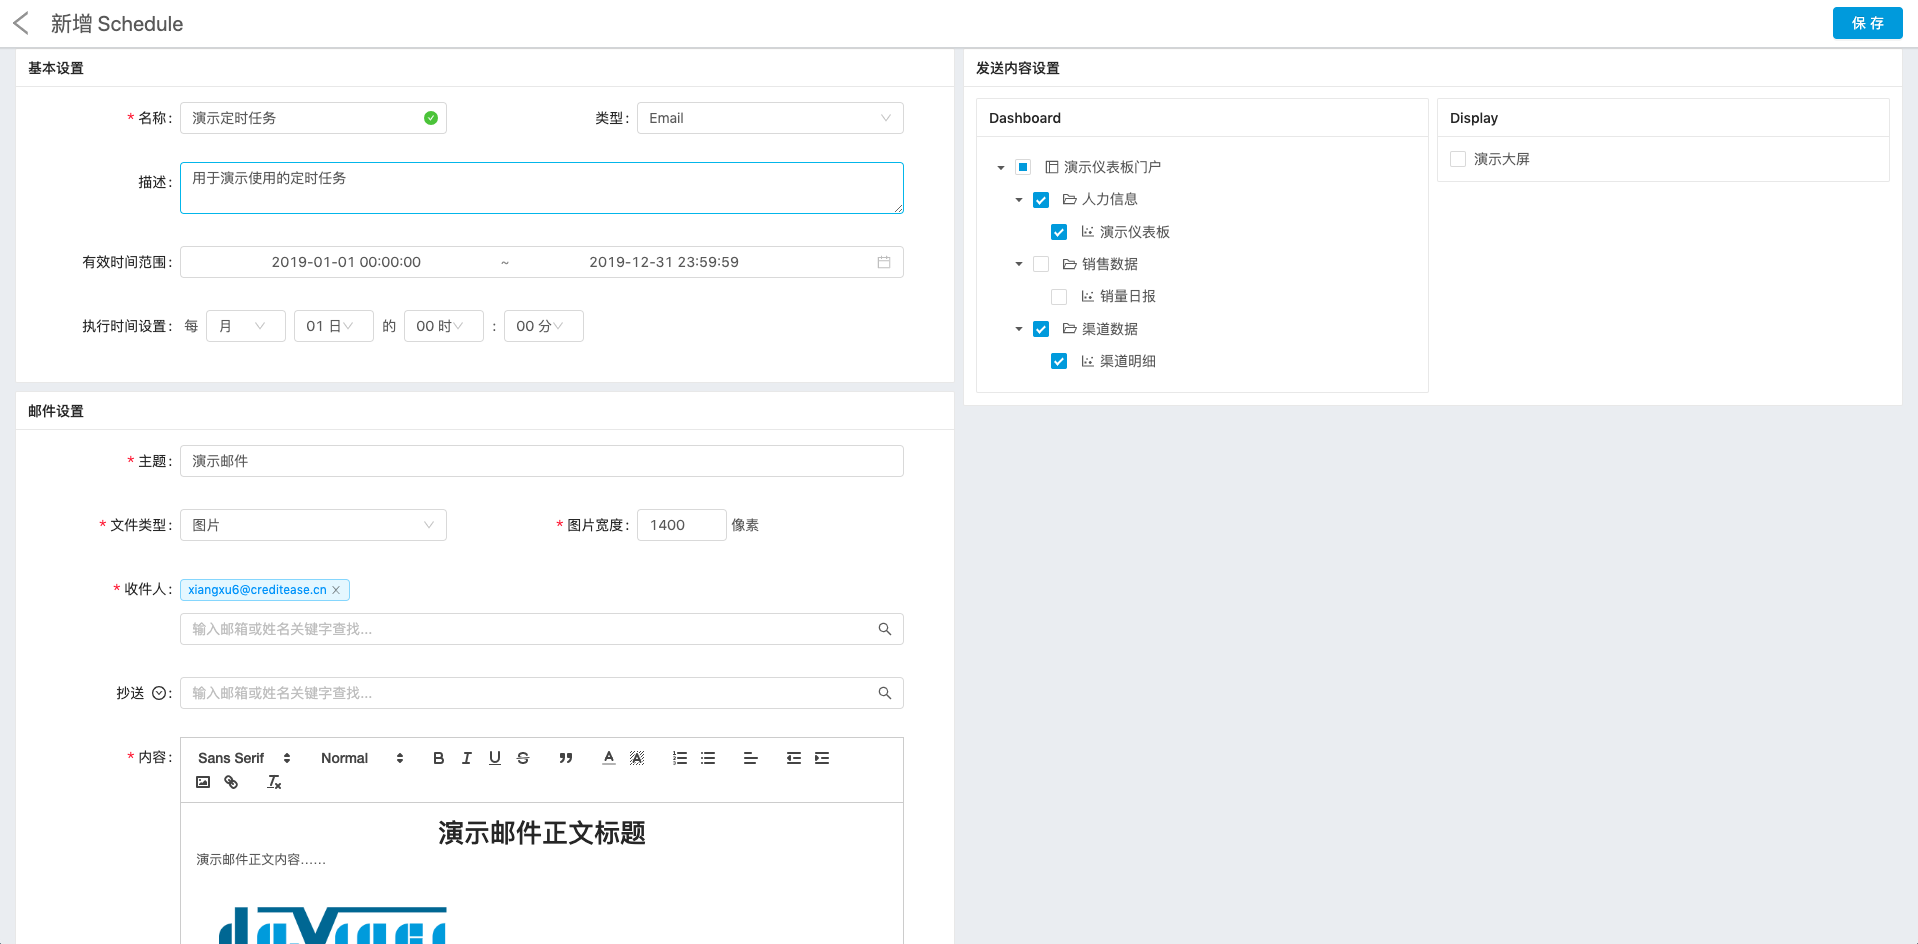 新增 Schedule
保 存
基本设置
* 名称:
演示定时任务
类型:
Email
描述:
用于演示使用的定时任务
有效时间范围:
2019-01-01 00:00:00 ~ 2019-12-31 23:59:59
执行时间设置: 每 月 01 日 的 00 时 : 00 分
邮件设置
* 主题:
演示邮件
* 文件类型:
图片
* 图片宽度:
1400 像素
* 收件人:
xiangxu6@creditease.cn
输入邮箱或姓名关键字查找...
抄送 :
输入邮箱或姓名关键字查找...
* 内容:
Sans Serif
Normal
B I U S
演示邮件正文标题
演示邮件正文内容......
发送内容设置
Dashboard
演示仪表板门户
人力信息
演示仪表板
销售数据
销量日报
渠道数据
渠道明细
Display
演示大屏